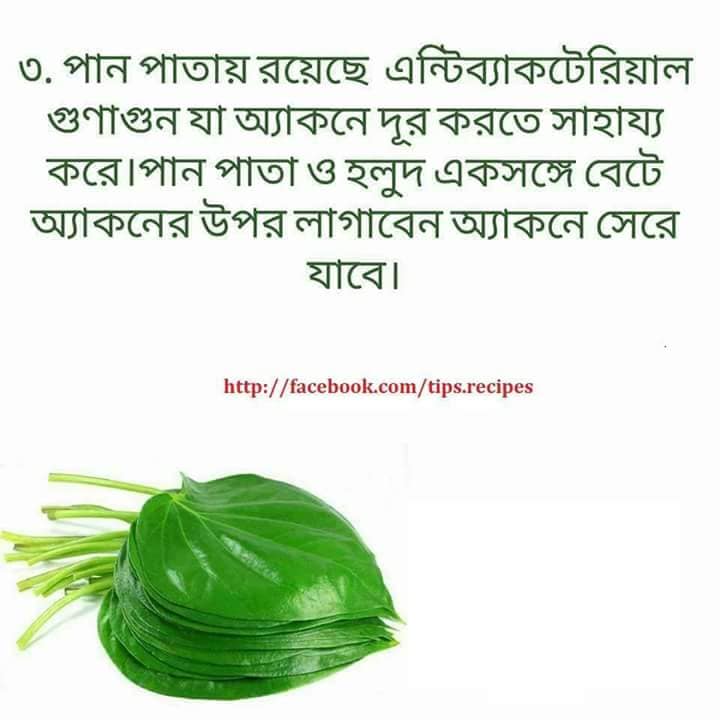 ৩. পান পাতায় রয়েছে এন্টিব্যাকটেরিয়াল
গুণাগুন যা অ্যাকনে দূর করতে সাহায্য
করে।পান পাতা ও হলুদ একসঙ্গে বেটে
অ্যাকনের উপর লাগাবেন অ্যাকনে সেরে
যাবে।
http://facebook.com/tips.recipes